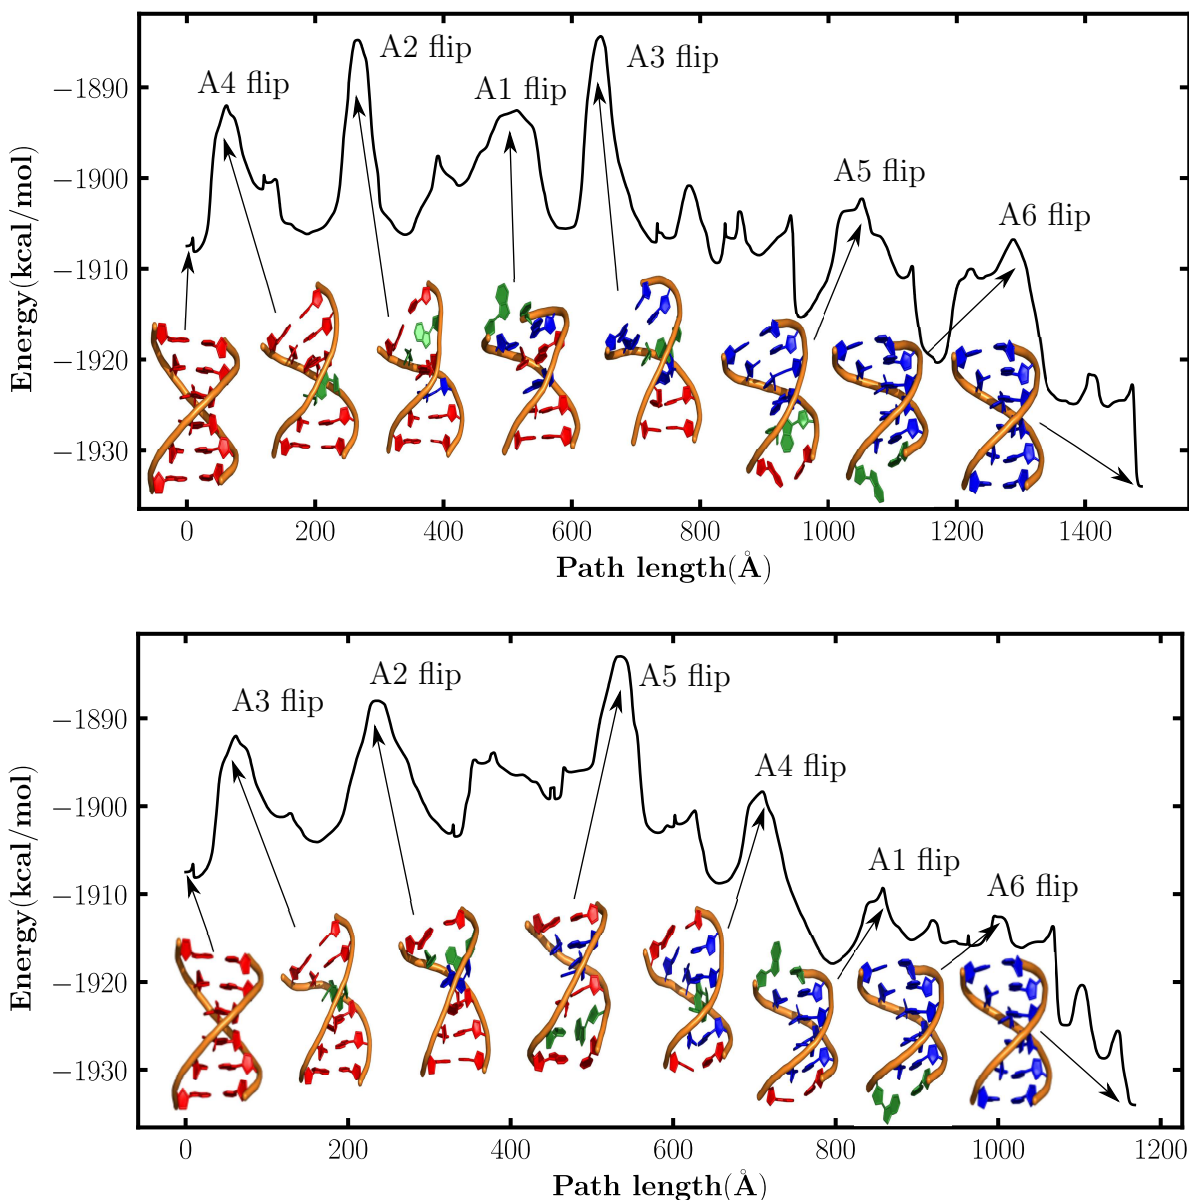 A2 flip
A3 flip
−1890
A4 flip
A1 flip
−1900
A5 flip
A6 flip
−1910
−1920
−1930
Energy(kcal/mol)
0 200 400 600 800 1000 1200 1400
Path length(Å)
A5 flip
A2 flip
A3 flip
−1890
A4 flip
−1900
A1 flip
A6 flip
−1910
−1920
−1930
Energy(kcal/mol)
0 200 400 600 800 1000 1200
Path length(Å)